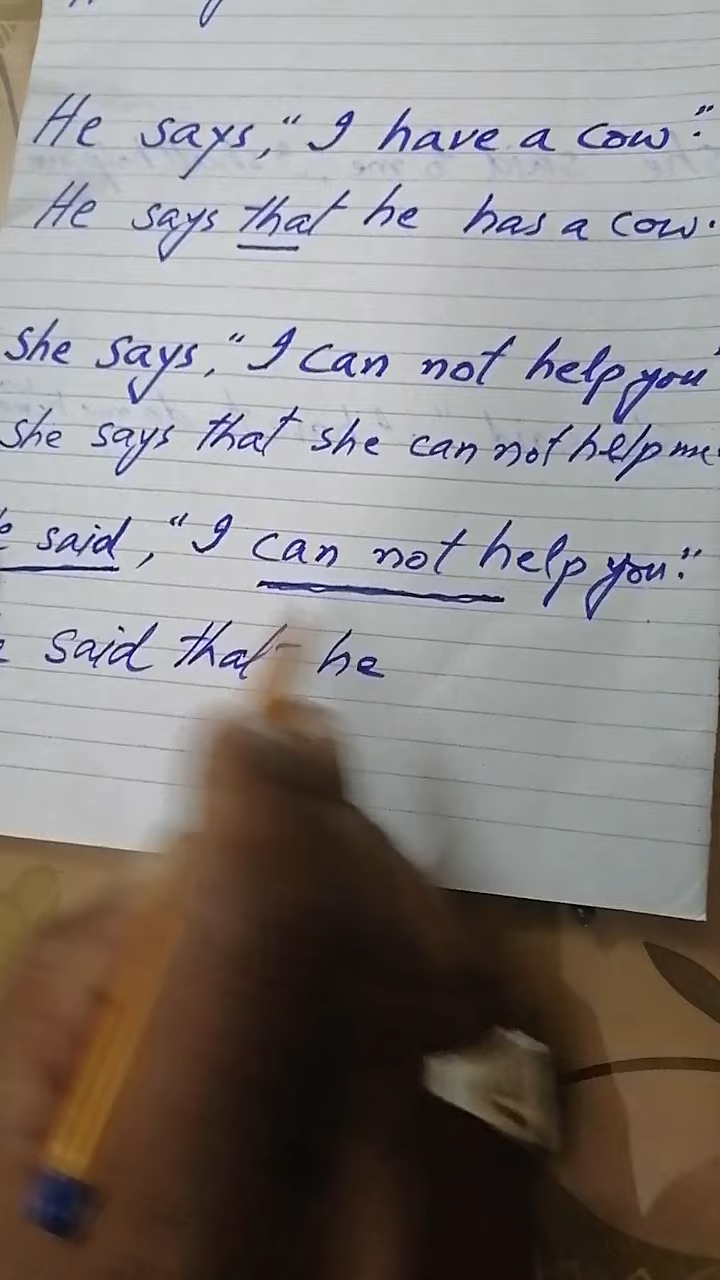 He says, "I have a cow".
He says that he has a cow.
She says, "I can not help you"
She says that she can not help me.
said, "I can not help you."
said that he